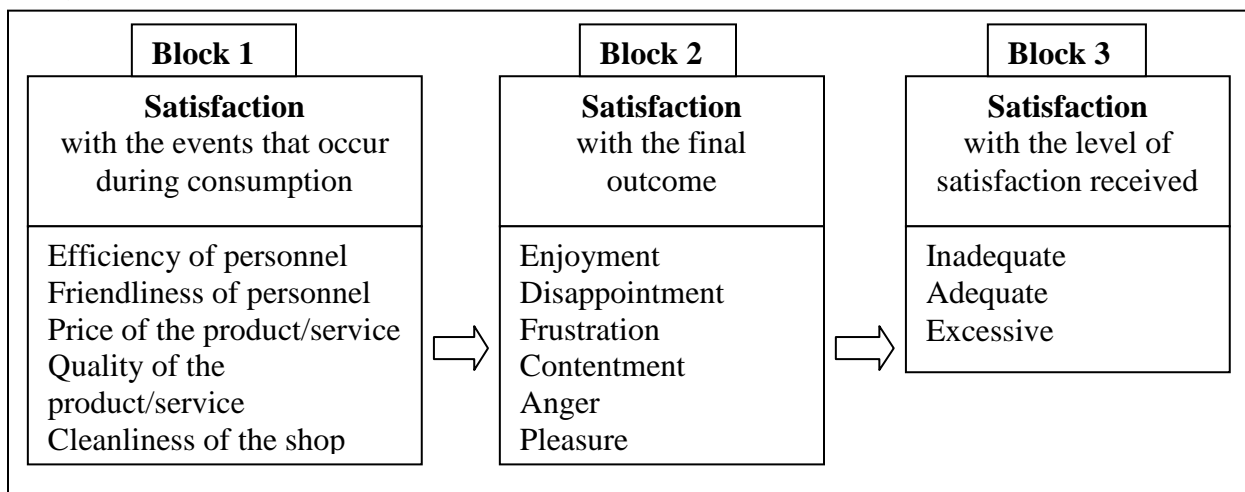 Block 1
Satisfaction
with the events that occur
during consumption
Efficiency of personnel
Friendliness of personnel
Price of the product/service
Quality of the
product/service
Cleanliness of the shop
Block 2
Satisfaction
with the final
outcome
Enjoyment
Disappointment
Frustration
Contentment
Anger
Pleasure
Block 3
Satisfaction
with the level of
satisfaction received
Inadequate
Adequate
Excessive